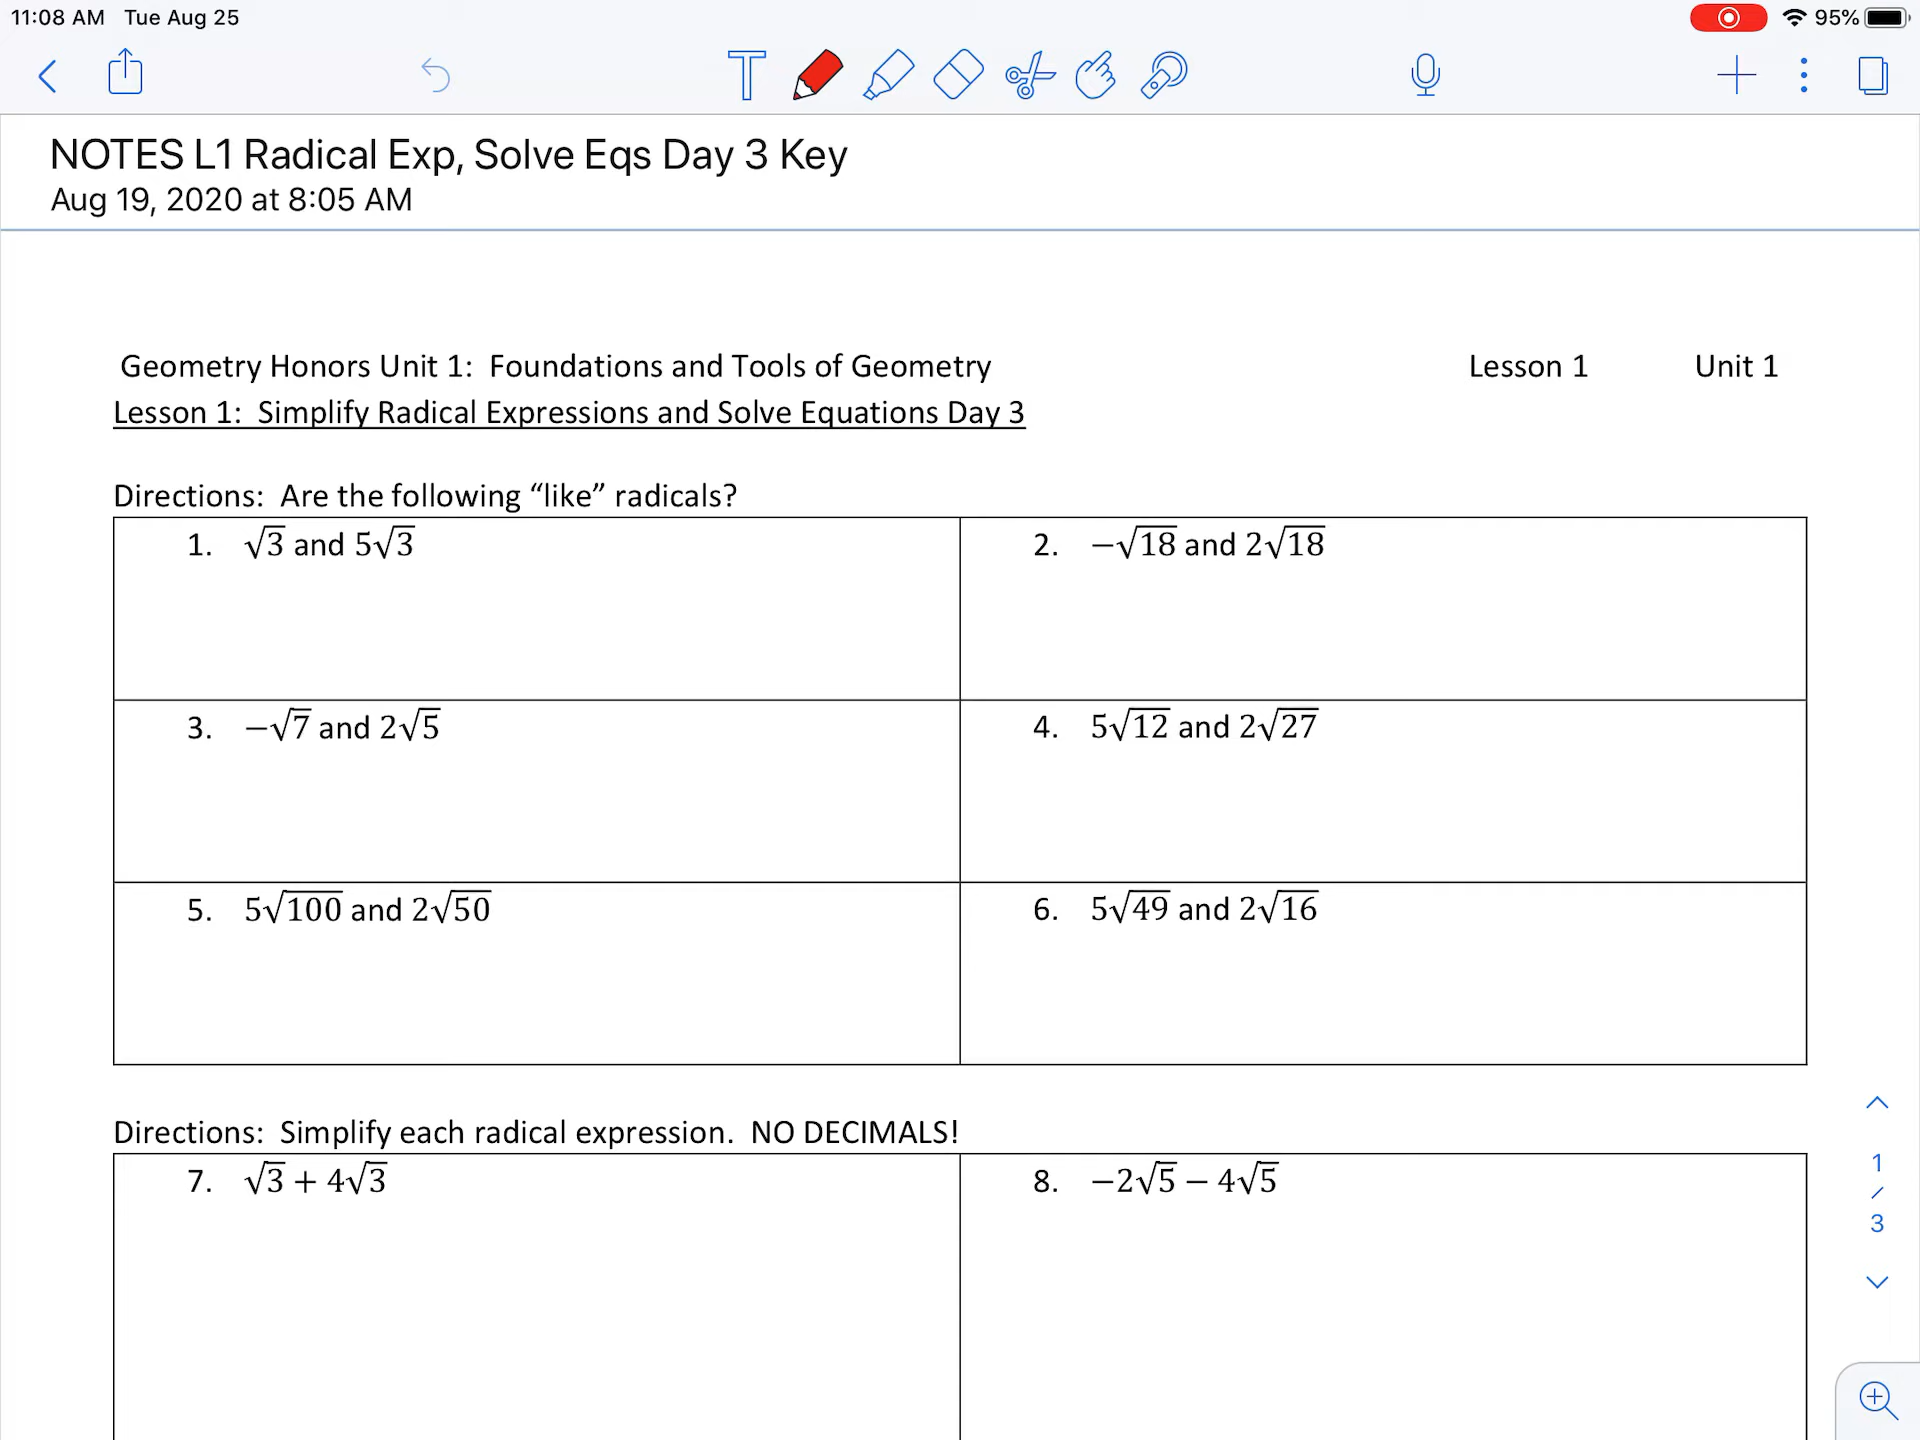 11:08 AM Tue Aug 25
95%
NOTES L1 Radical Exp, Solve Eqs Day 3 Key
Aug 19, 2020 at 8:05 AM
Geometry Honors Unit 1: Foundations and Tools of Geometry Lesson 1 Unit 1
Lesson 1: Simplify Radical Expressions and Solve Equations Day 3
Directions: Are the following “like” radicals?
1. √3 and 5√3
2. −√18 and 2√18
3. −√7 and 2√5
4. 5√12 and 2√27
5. 5√100 and 2√50
6. 5√49 and 2√16
Directions: Simplify each radical expression. NO DECIMALS!
7. √3 + 4√3
8. −2√5 − 4√5
1
/
3